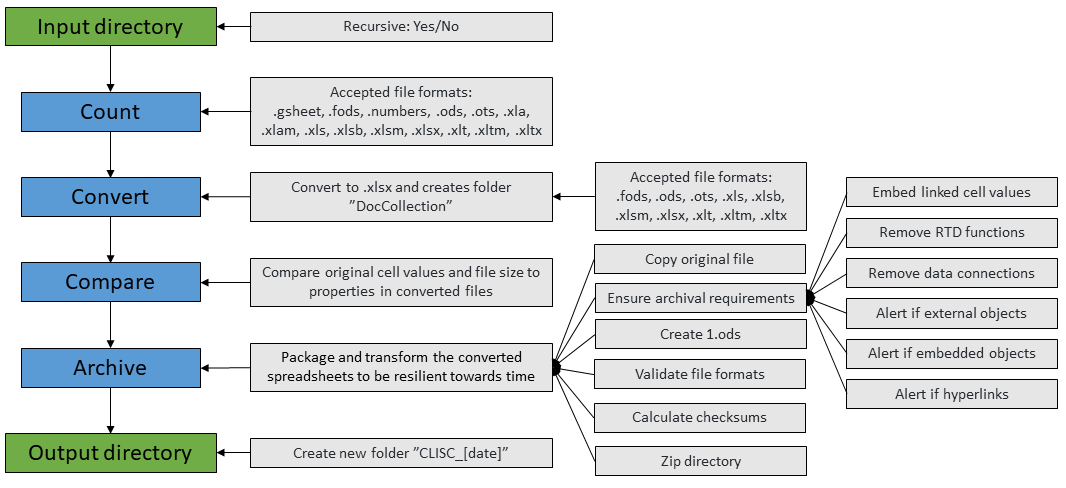 Input directory
Recursive: Yes/No
Count
Accepted file formats:
.gsheet, .fods, .numbers, .ods, .ots, .xla,
.xlam, .xls, .xlsb, .xlsm, .xlsx, .xlt, .xltm, .xltx
Convert
Convert to .xlsx and creates folder
”DocCollection”
Accepted file formats:
.fods, .ods, .ots, .xls, .xlsb,
.xlsm, .xlsx, .xlt, .xltm, .xltx
Compare
Compare original cell values and file size to
properties in converted files
Archive
Package and transform the converted
spreadsheets to be resilient towards time
Copy original file
Ensure archival requirements
Create 1.ods
Validate file formats
Calculate checksums
Zip directory
Embed linked cell values
Remove RTD functions
Remove data connections
Alert if external objects
Alert if embedded objects
Alert if hyperlinks
Output directory
Create new folder ”CLISC_[date]”